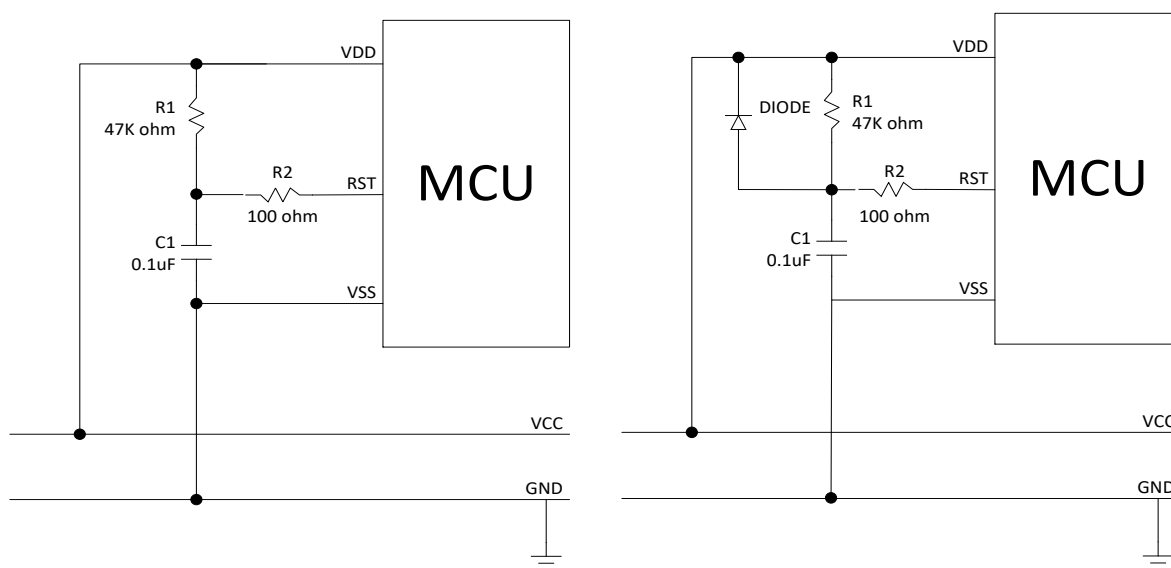 VDD
R1
47K ohm
R2
RST
100 ohm
MCU
C1
0.1uF
VSS
VCC
GND
VDD
DIODE
R1
47K ohm
R2
RST
100 ohm
MCU
C1
0.1uF
VSS
VCC
GND